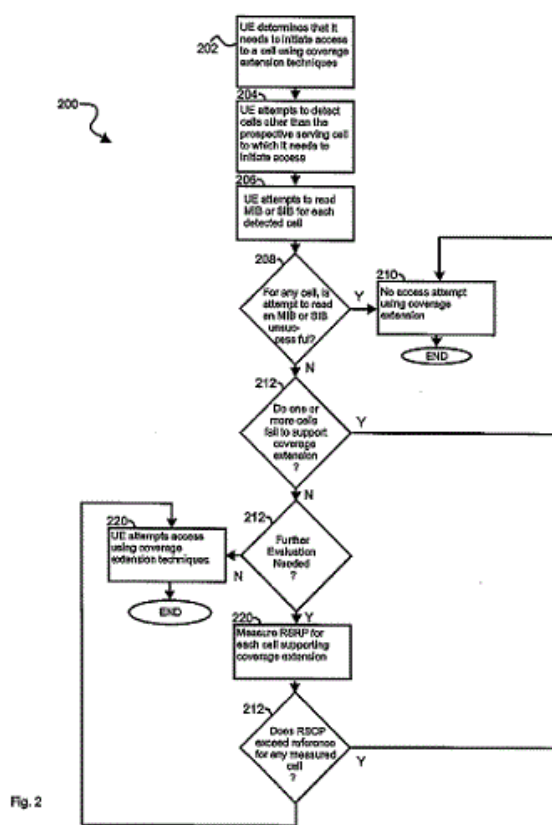 202
UE determines that it
needs to initiate access
to a cell using coverage
extension techniques
200
204
UE attempts to detect
cells other than the
prospective serving cell
to which it needs to
initiate access
206
UE attempts to read
MIB or SIB for each
detected cell
208
For any cell, is
attempt to read
an MIB or SIB
unsuc-
cessful?
Y
210
No access attempt
using coverage
extension
END
N
212
Do one or
more cells
fail to support
coverage
extension
?
Y
N
220
UE attempts access
using coverage
extension techniques
END
212
Further
Evaluation
Needed
?
N
Y
220
Measure RSRP for
each cell supporting
coverage extension
212
Does RSCP
exceed reference
for any measured
cell
?
Y
Fig. 2